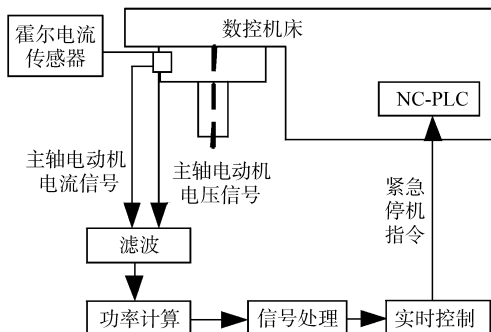 霍尔电流
传感器
数控机床
NC-PLC
主轴电动机
电流信号
主轴电动机
电压信号
紧急
停机
指令
滤波
功率计算
信号处理
实时控制